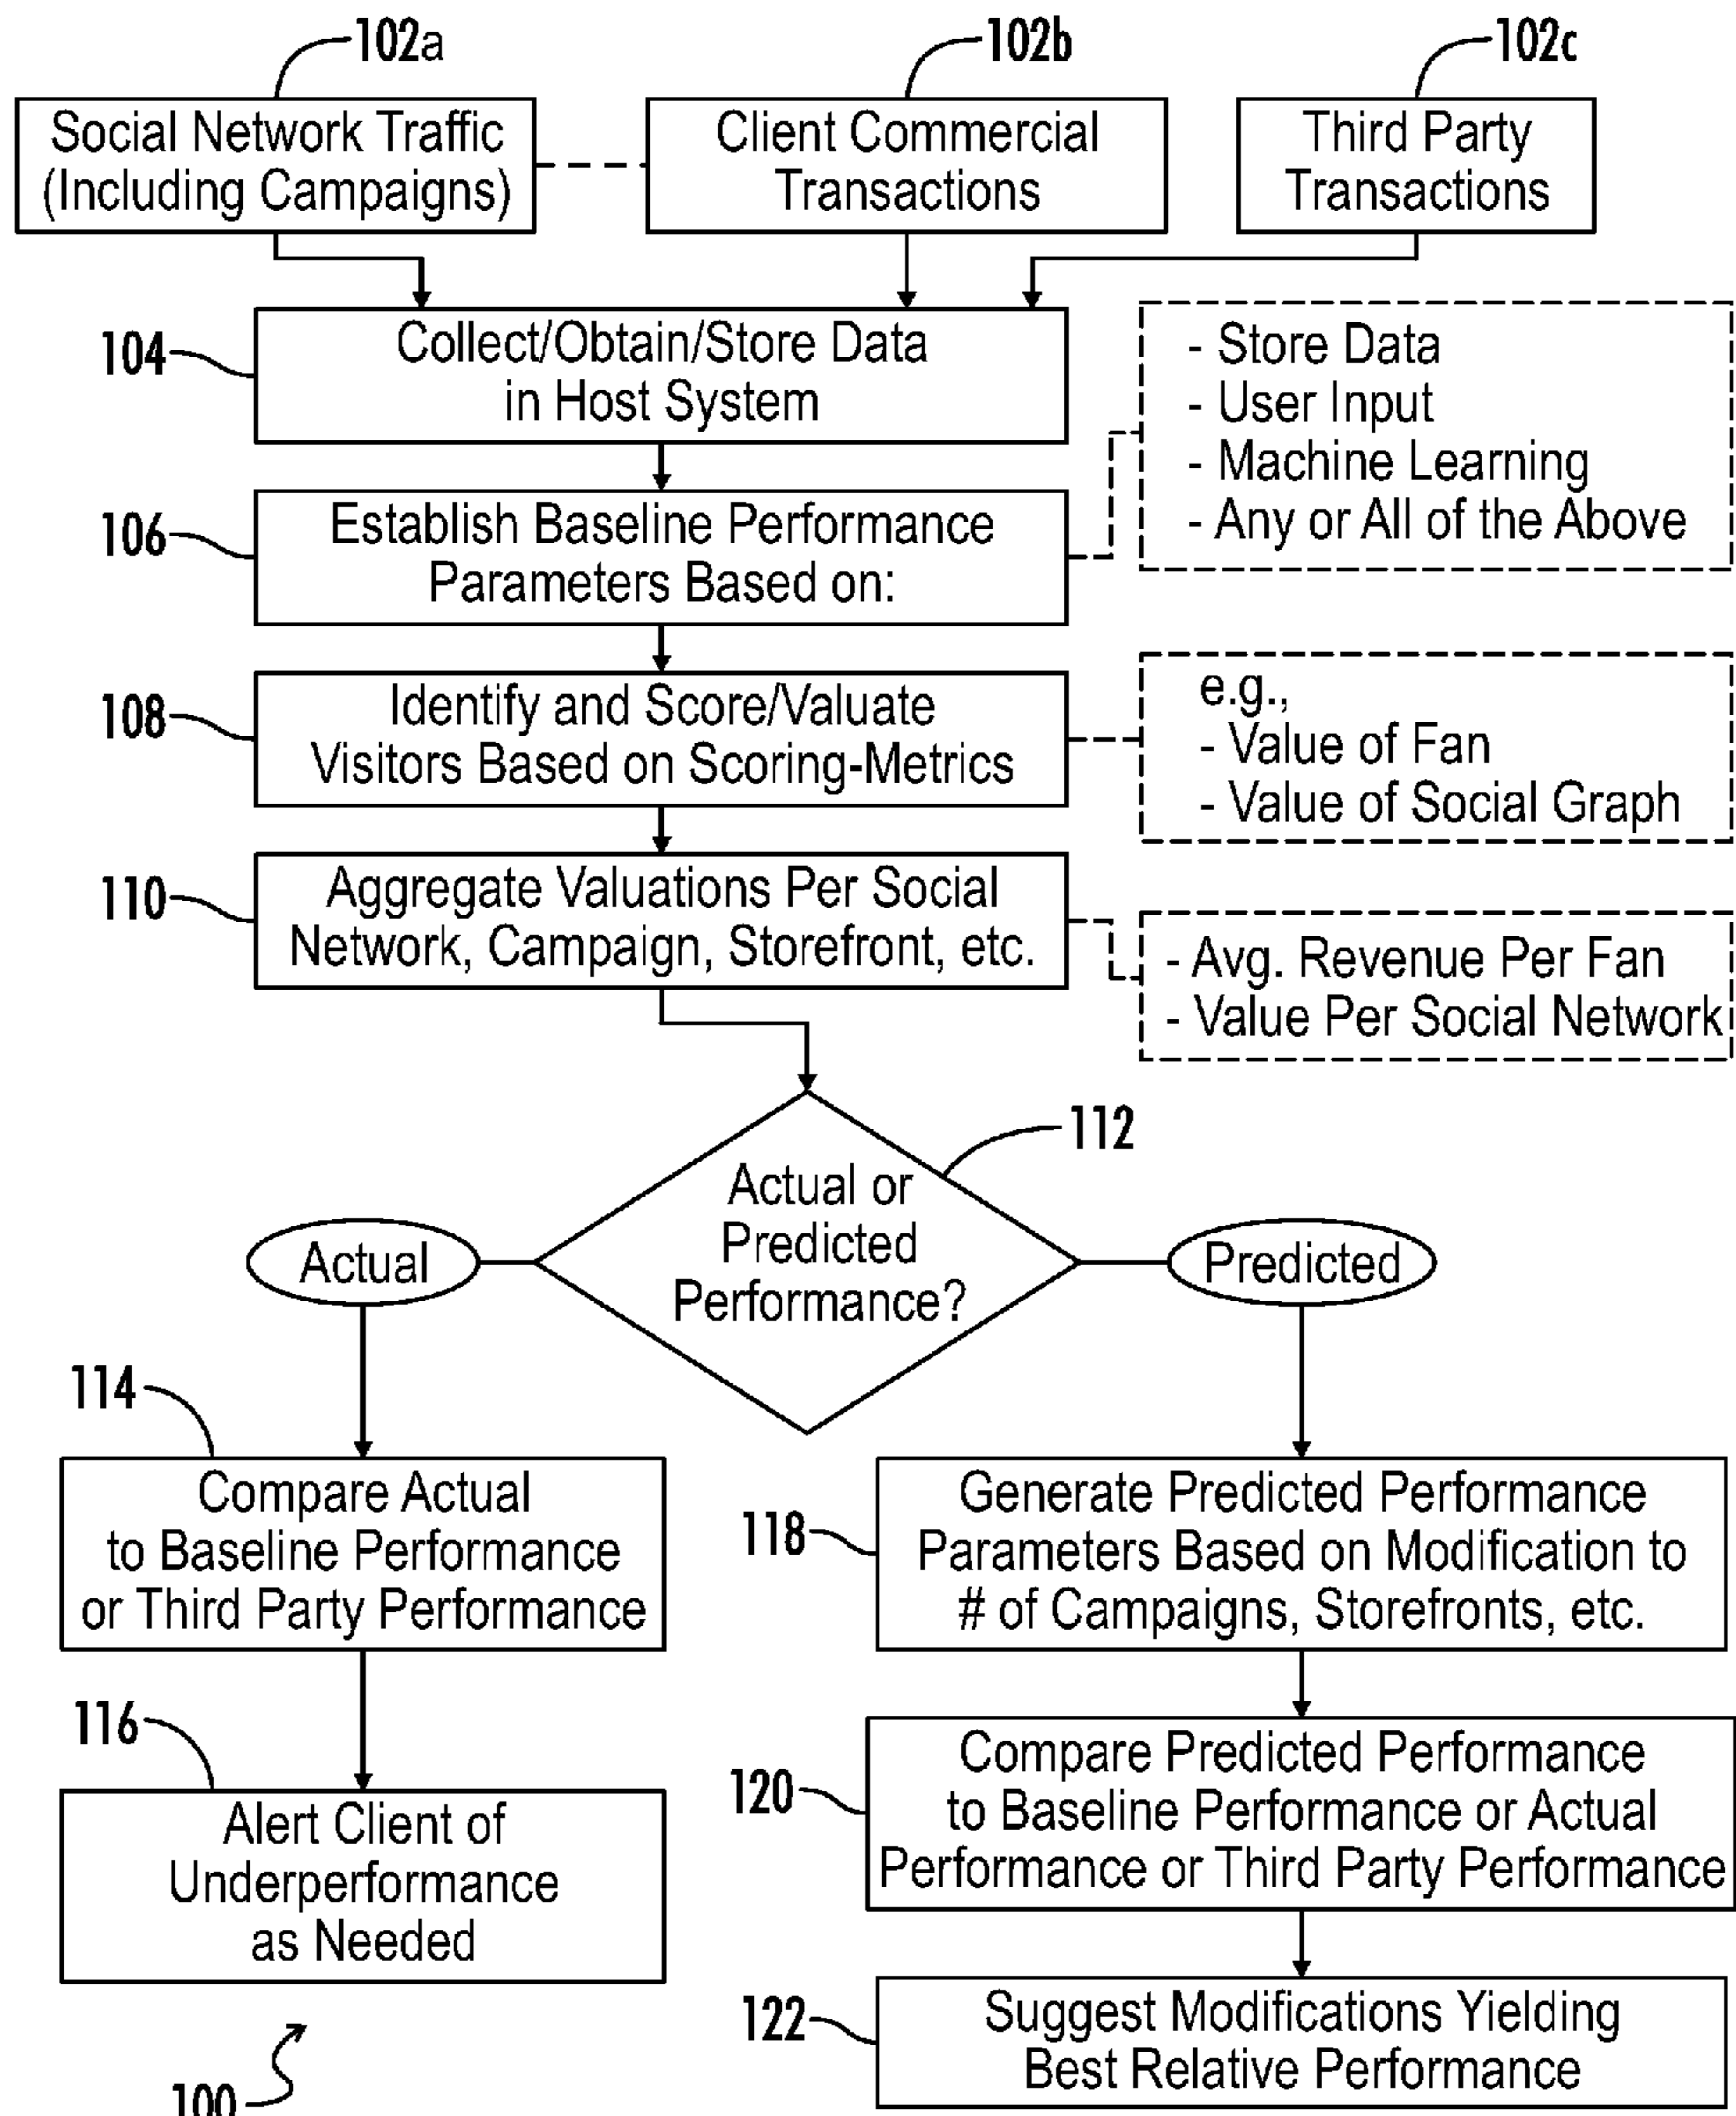 102a
102b
102c
Social Network Traffic
(Including Campaigns)
Client Commercial
Transactions
Third Party
Transactions
104
Collect/Obtain/Store Data
in Host System
- Store Data
- User Input
- Machine Learning
- Any or All of the Above
106
Establish Baseline Performance
Parameters Based on:
108
Identify and Score/Valuate
Visitors Based on Scoring-Metrics
e.g.,
- Value of Fan
- Value of Social Graph
110
Aggregate Valuations Per Social
Network, Campaign, Storefront, etc.
- Avg. Revenue Per Fan
- Value Per Social Network
112
Actual or
Predicted
Performance?
Actual
Predicted
114
Compare Actual
to Baseline Performance
or Third Party Performance
116
Alert Client of
Underperformance
as Needed
118
Generate Predicted Performance
Parameters Based on Modification to
# of Campaigns, Storefronts, etc.
120
Compare Predicted Performance
to Baseline Performance or Actual
Performance or Third Party Performance
122
Suggest Modifications Yielding
Best Relative Performance
100